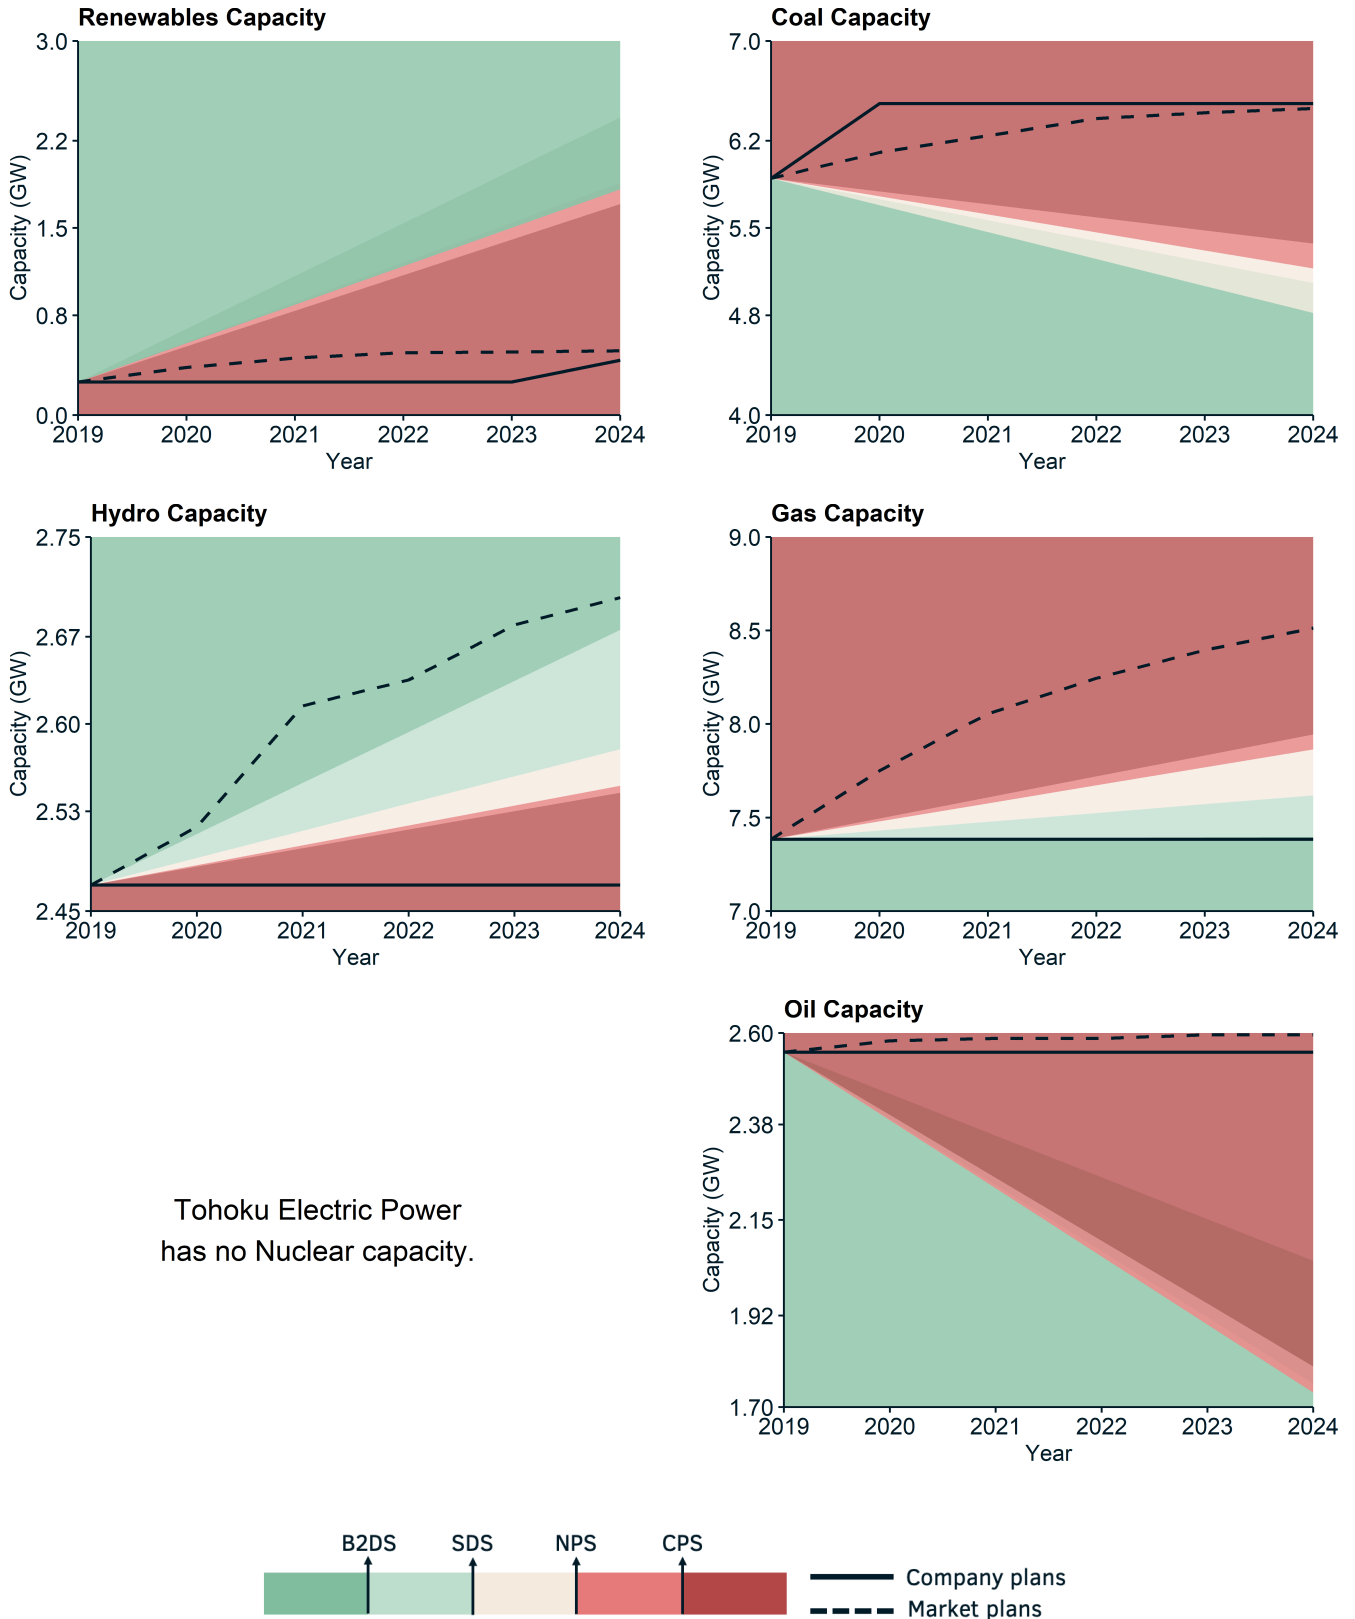 Renewables Capacity
3.0
2.2
1.5
0.8
0.0
Capacity (GW)
2019 2020 2021 2022 2023 2024
Year
Coal Capacity
7.0
6.2
5.5
4.8
4.0
Capacity (GW)
2019 2020 2021 2022 2023 2024
Year
Hydro Capacity
2.75
2.67
2.60
2.53
2.45
Capacity (GW)
2019 2020 2021 2022 2023 2024
Year
Gas Capacity
9.0
8.5
8.0
7.5
7.0
Capacity (GW)
2019 2020 2021 2022 2023 2024
Year
Tohoku Electric Power
has no Nuclear capacity.
Oil Capacity
2.60
2.38
2.15
1.92
1.70
Capacity (GW)
2019 2020 2021 2022 2023 2024
Year
B2DS SDS NPS CPS
Company plans
Market plans